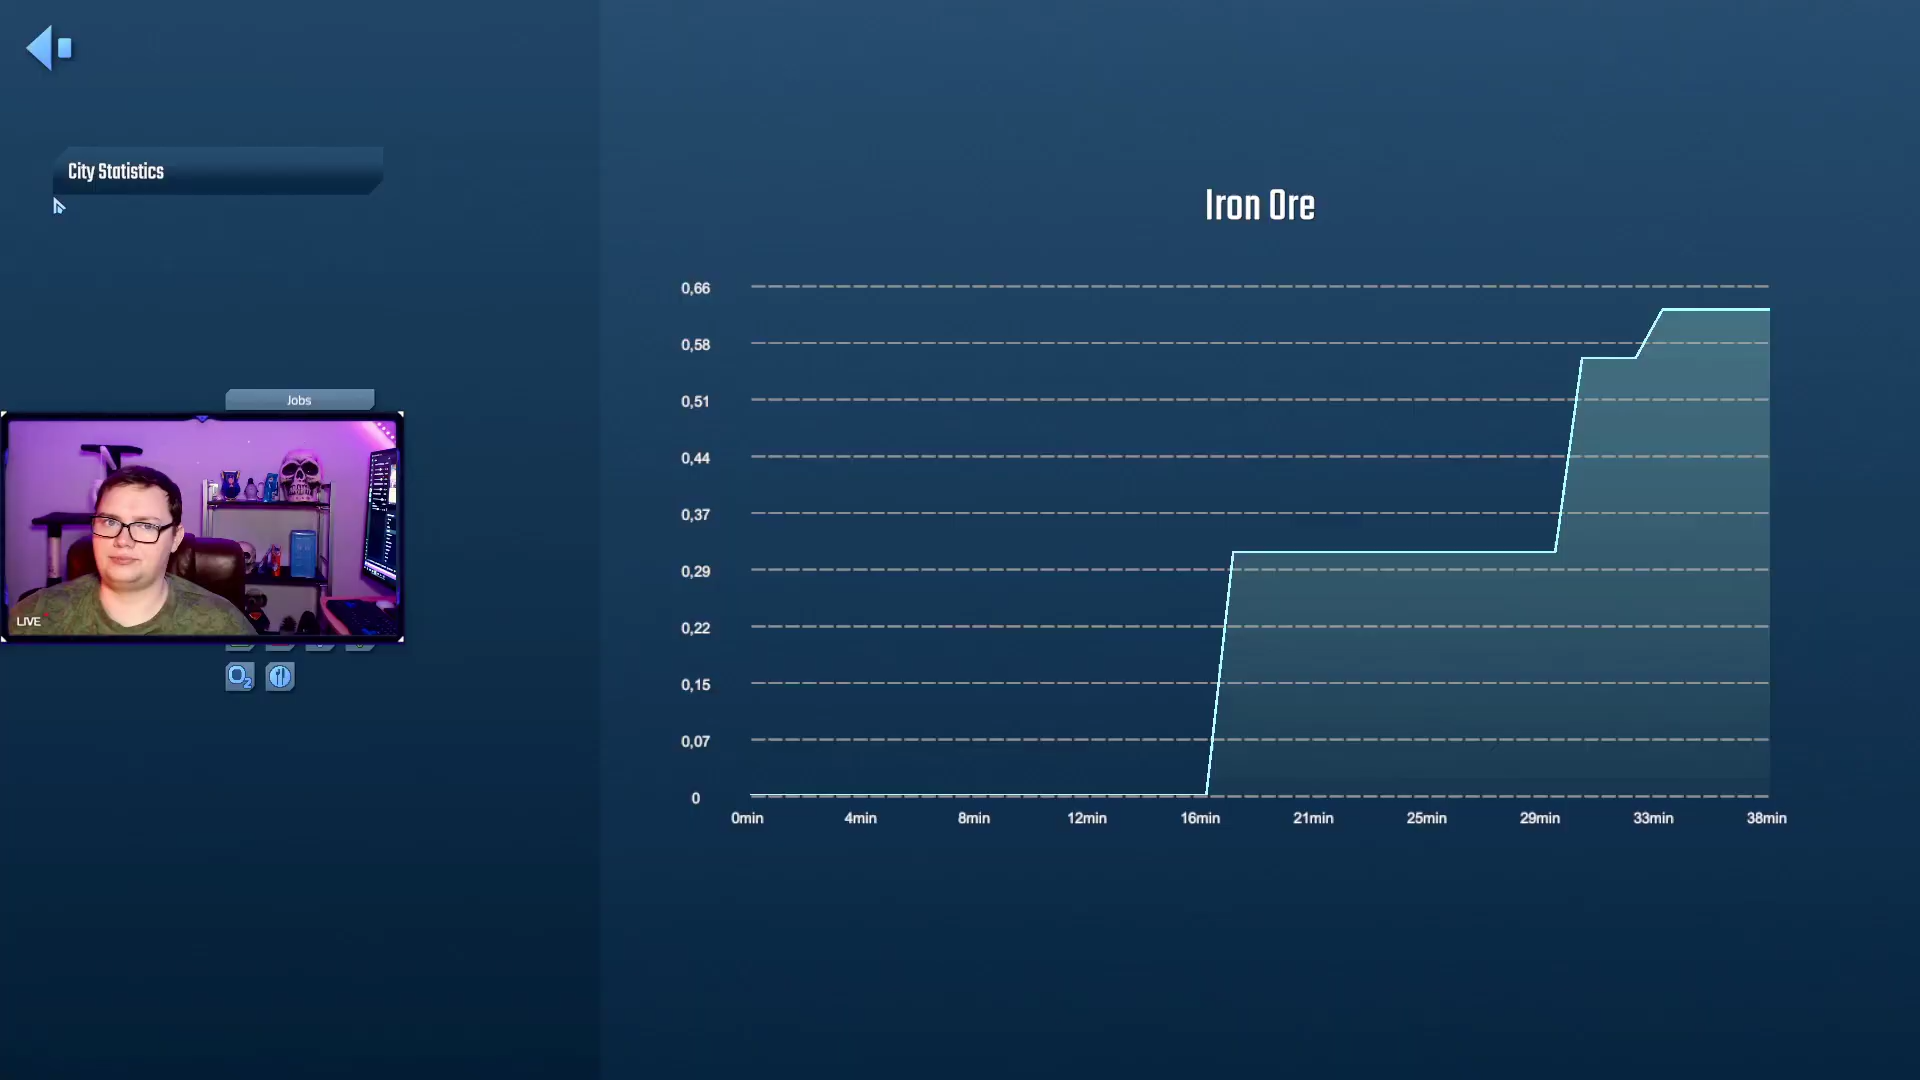 City Statistics
Iron Ore
0,66
0,58
0,51
0,44
0,37
0,29
0,22
0,15
0,07
0
0min 4min 8min 12min 16min 21min 25min 29min 33min 38min
Jobs
LIVE
O2